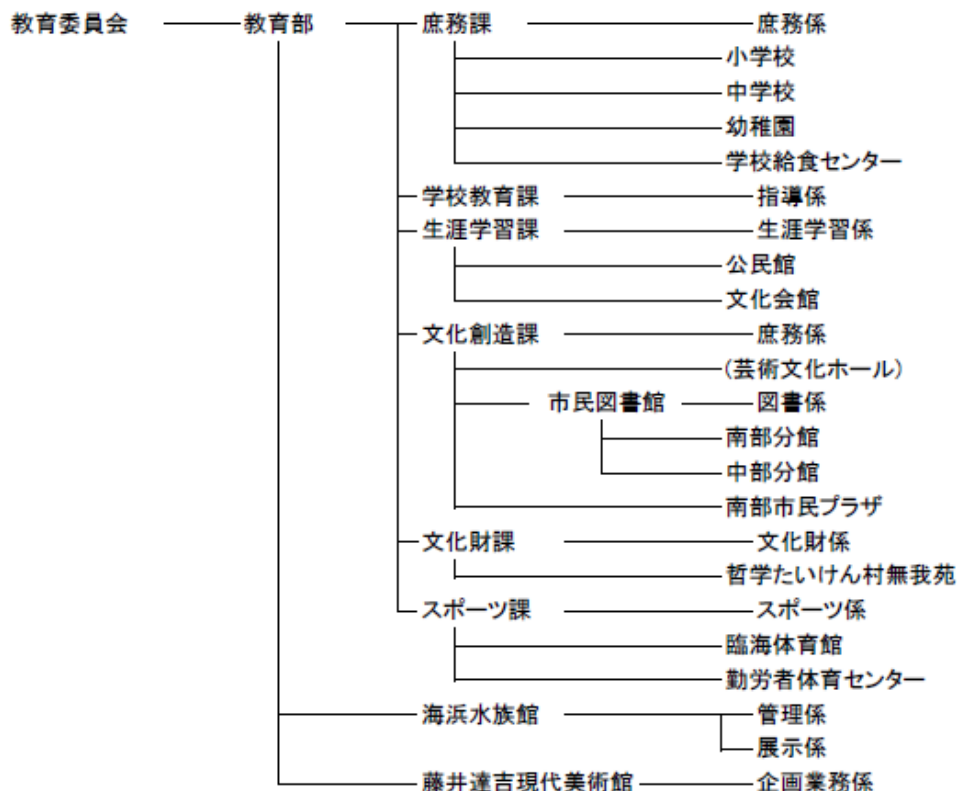 教育委員会 教育部 庶務課 庶務係
小学校
中学校
幼稚園
学校給食センター
学校教育課 指導係
生涯学習課 生涯学習係
公民館
文化会館
文化創造課 庶務係
(芸術文化ホール)
市民図書館 図書係
南部分館
中部分館
南部市民プラザ
文化財課 文化財係
哲学たいけん村無我苑
スポーツ課 スポーツ係
臨海体育館
勤労者体育センター
海浜水族館 管理係
展示係
藤井達吉現代美術館 企画業務係